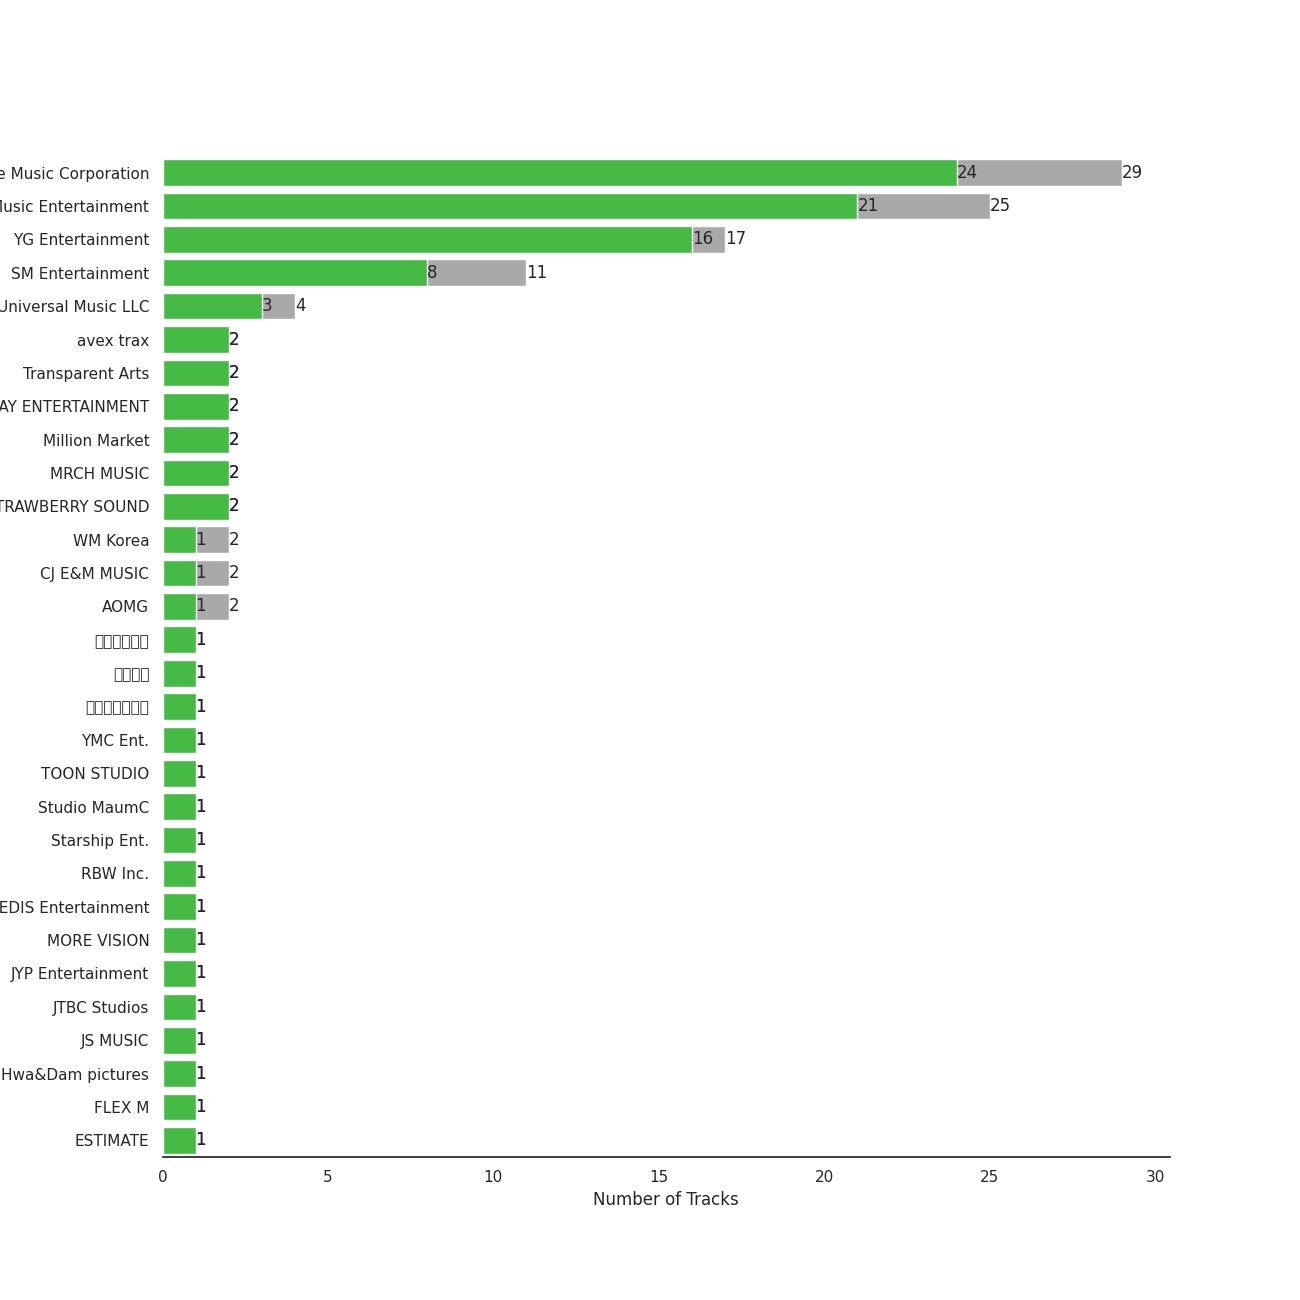 Music Corporation 24 29
Music Entertainment 21 25
YG Entertainment 16 17
SM Entertainment 8 11
Universal Music LLC 3 4
avex trax 2
Transparent Arts 2
ENTERTAINMENT 2
Million Market 2
MRCH MUSIC 2
SOUND 2
WM Korea 1 2
CJ E&M MUSIC 1 2
AOMG 1 2
1
1
1
YMC Ent. 1
TOON STUDIO 1
Studio MaumC 1
Starship Ent. 1
RBW Inc. 1
Entertainment 1
MORE VISION 1
JYP Entertainment 1
JTBC Studios 1
JS MUSIC 1
Hwa&Dam pictures 1
FLEX M 1
ESTIMATE 1
0 5 10 15 20 25 30
Number of Tracks